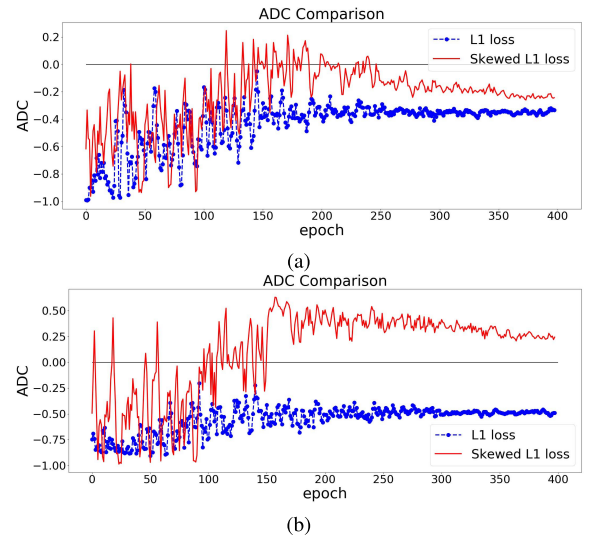 ADC Comparison
0.2
0.0
−0.2
−0.4
−0.6
−0.8
−1.0
ADC
L1 loss
Skewed L1 loss
0 50 100 150 200 250 300 350 400
epoch
(a)
ADC Comparison
0.50
0.25
0.00
−0.25
−0.50
−0.75
−1.00
ADC
L1 loss
Skewed L1 loss
0 50 100 150 200 250 300 350 400
epoch
(b)